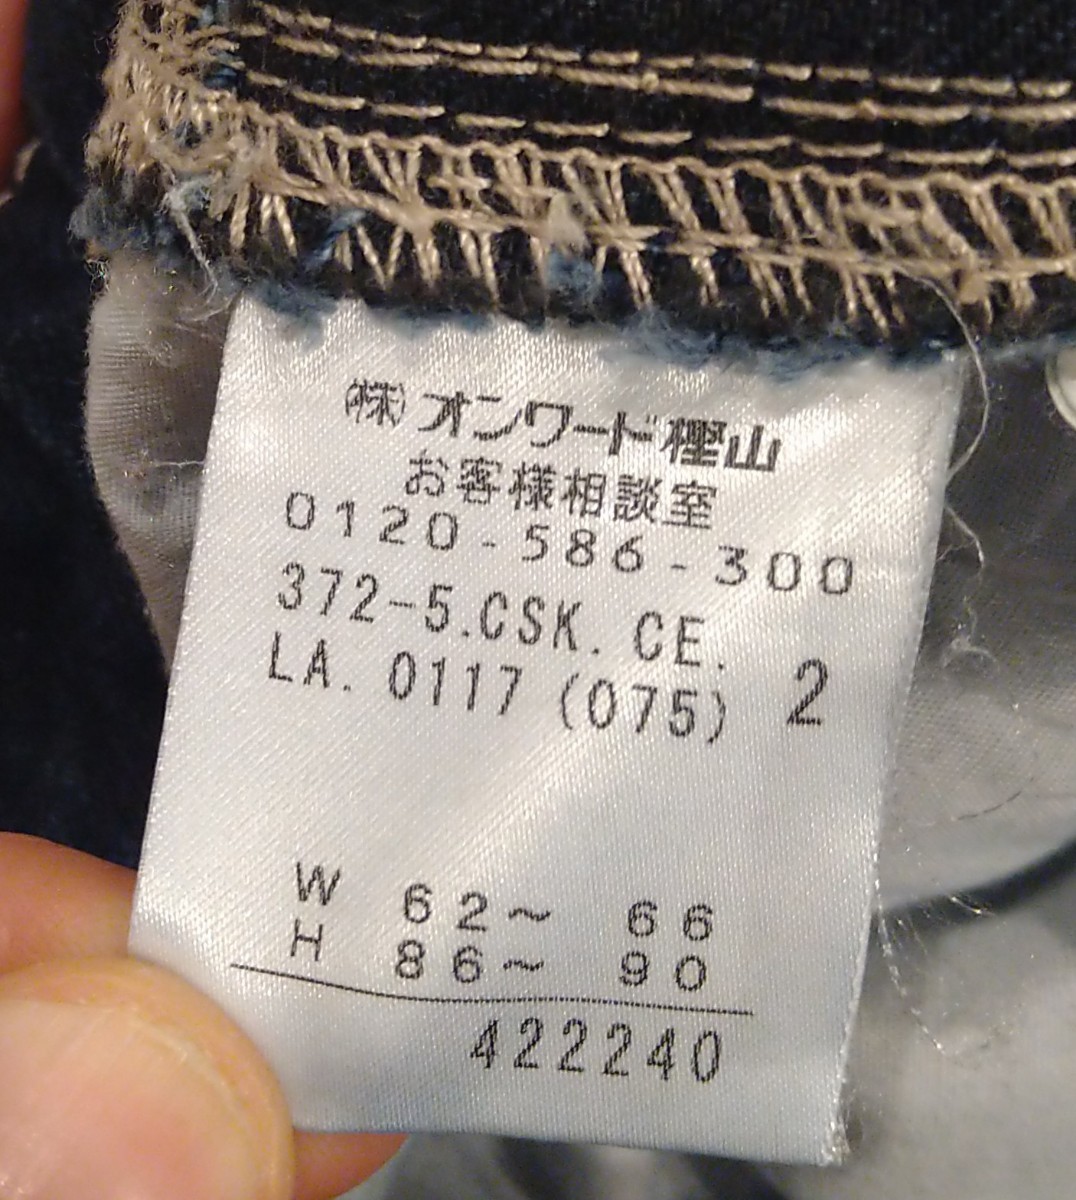 ㈱オンワード樫山
お客様相談室
0120-586-300
372-5.CSK. CE.
LA. 0117 (075) 2
W 62~ 66
H 86~ 90
422240